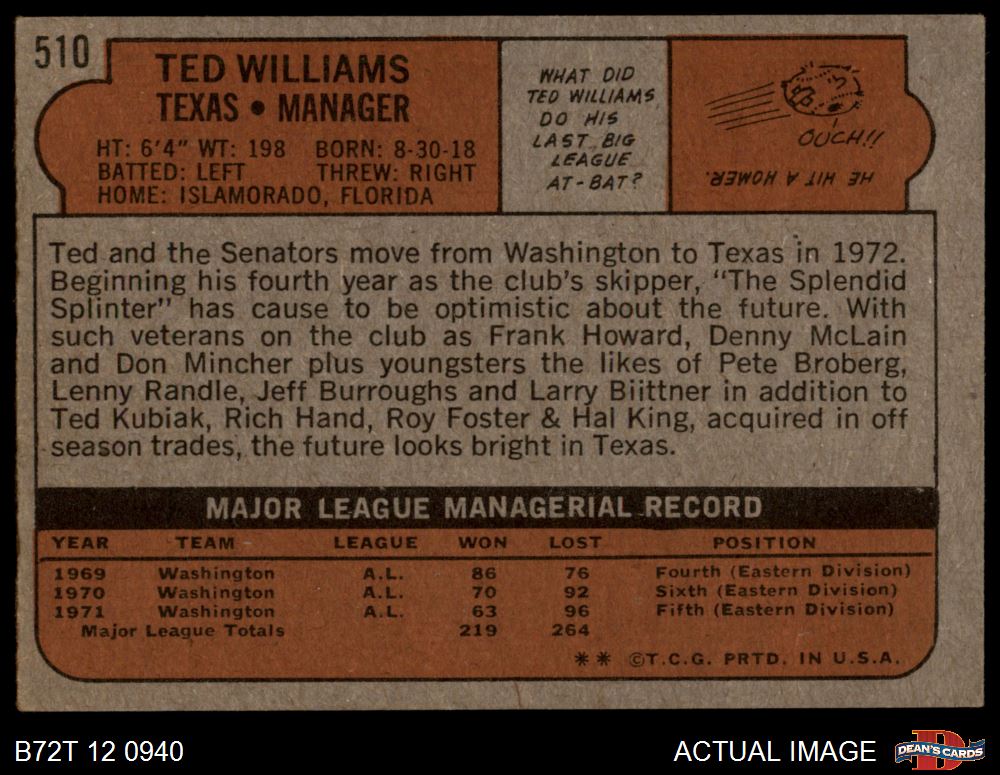 510
TED WILLIAMS
TEXAS • MANAGER
HT: 6'4" WT: 198 BORN: 8-30-18
BATTED: LEFT THREW: RIGHT
HOME: ISLAMORADO, FLORIDA
WHAT DID
TED WILLIAMS
DO HIS
LAST BIG
LEAGUE
AT-BAT?
OUCH!!
HE HIT A HOMER.
Ted and the Senators move from Washington to Texas in 1972.
Beginning his fourth year as the club's skipper, "The Splendid
Splinter" has cause to be optimistic about the future. With
such veterans on the club as Frank Howard, Denny McLain
and Don Mincher plus youngsters the likes of Pete Broberg,
Lenny Randle, Jeff Burroughs and Larry Biittner in addition to
Ted Kubiak, Rich Hand, Roy Foster & Hal King, acquired in off
season trades, the future looks bright in Texas.
MAJOR LEAGUE MANAGERIAL RECORD
YEAR TEAM LEAGUE WON LOST POSITION
1969 Washington A.L. 86 76 Fourth (Eastern Division)
1970 Washington A.L. 70 92 Sixth (Eastern Division)
1971 Washington A.L. 63 96 Fifth (Eastern Division)
Major League Totals 219 264
** ©T.C.G. PRTD. IN U.S.A.
B72T 12 0940
ACTUAL IMAGE
DEAN'S CARDS